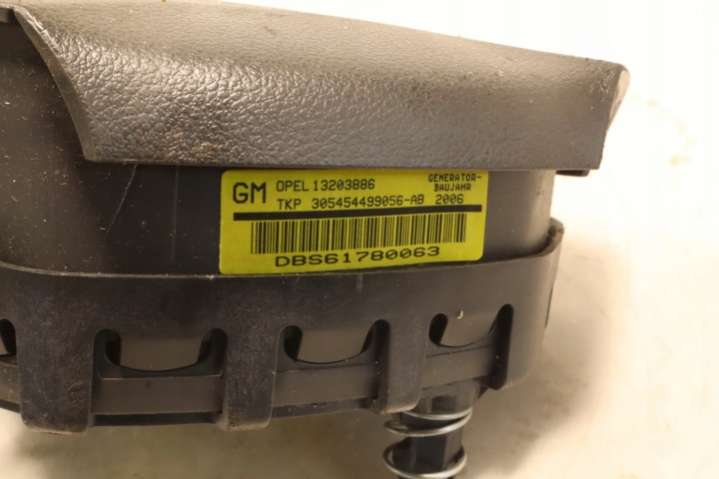 GM OPEL 13203886 GENERATOR-
BAUJAHR
TKP 305454499056-AB 2006
DBS61780063